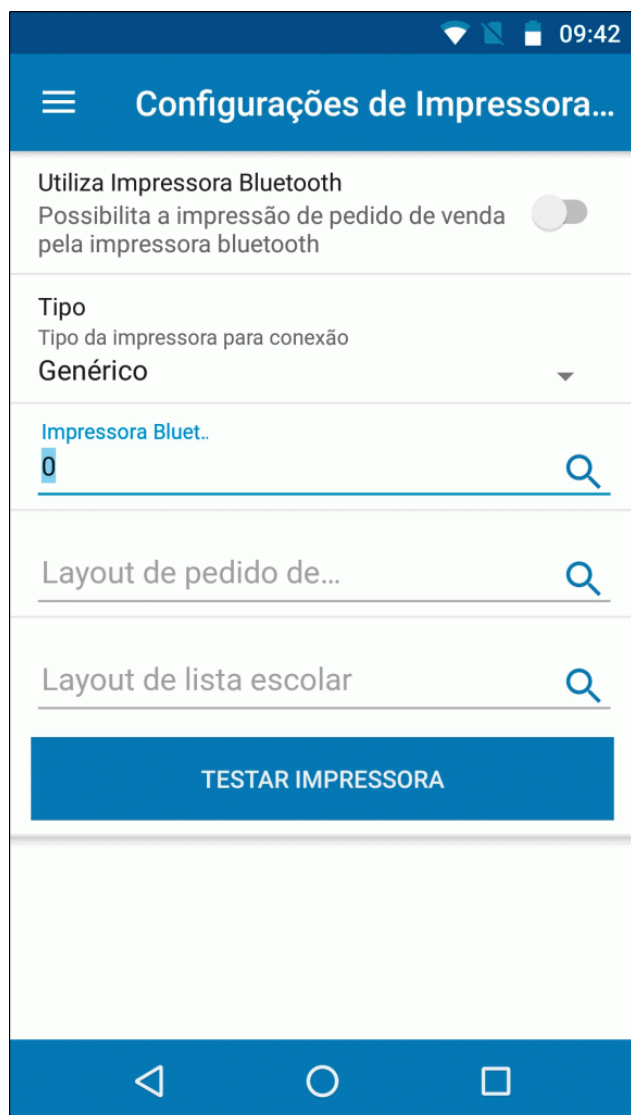 09:42
Configurações de Impressora...
Utiliza Impressora Bluetooth
Possibilita a impressão de pedido de venda
pela impressora bluetooth
Tipo
Tipo da impressora para conexão
Genérico
Impressora Bluet..
0
Layout de pedido de...
Layout de lista escolar
TESTAR IMPRESSORA